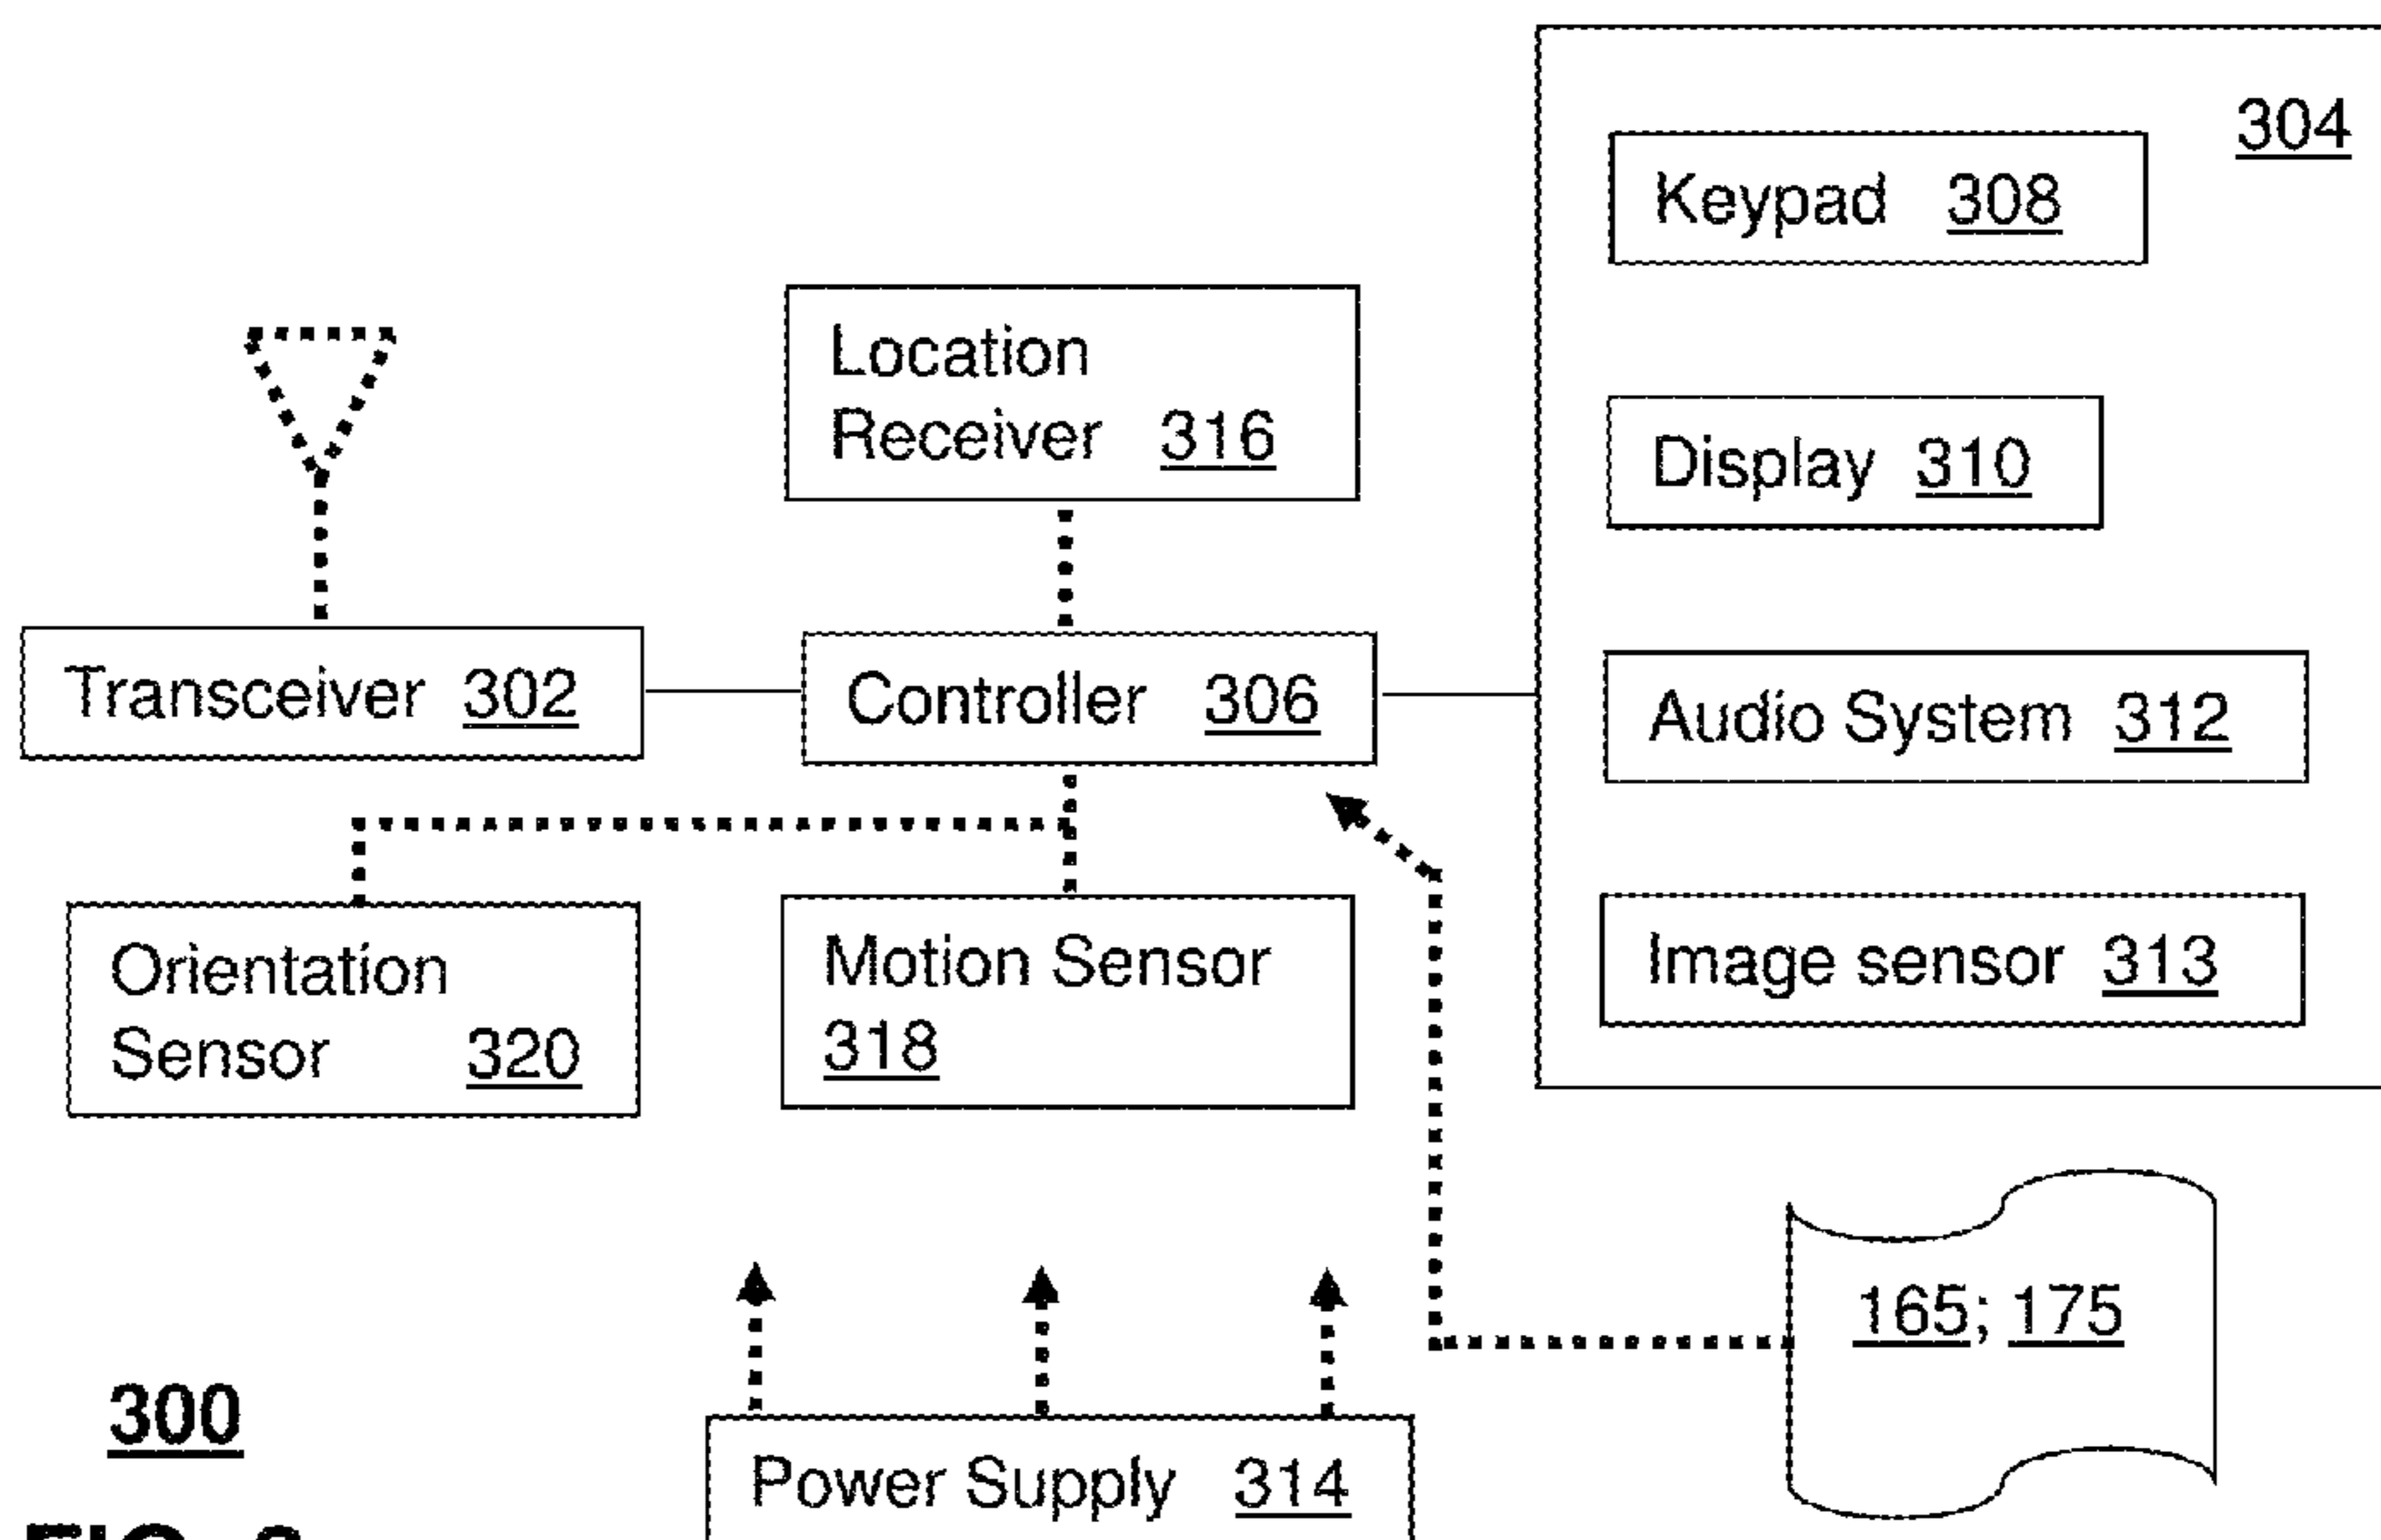 304
Keypad 308
Location
Receiver 316
Display 310
Transceiver 302
Controller 306
Audio System 312
Orientation
Sensor 320
Motion Sensor
318
Image sensor 313
165; 175
300
Power Supply 314
FIG.